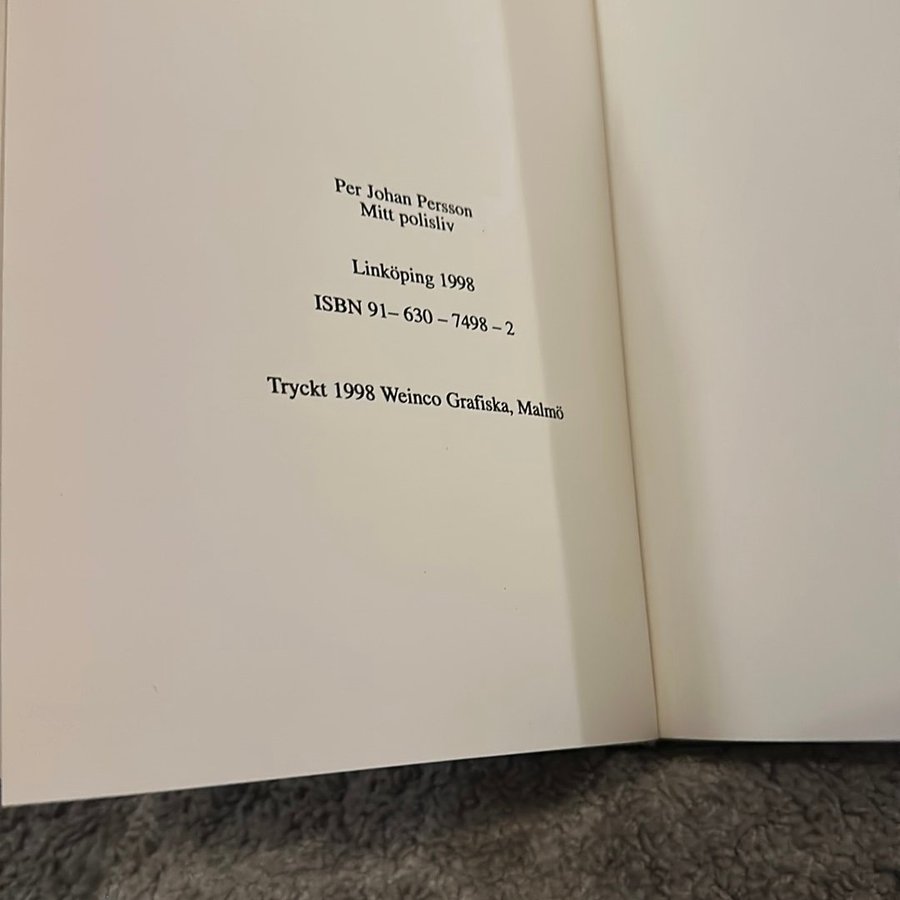 Per Johan Persson
Mitt polisliv
Linköping 1998
ISBN 91– 630 – 7498 – 2
Tryckt 1998 Weinco Grafiska, Malmö